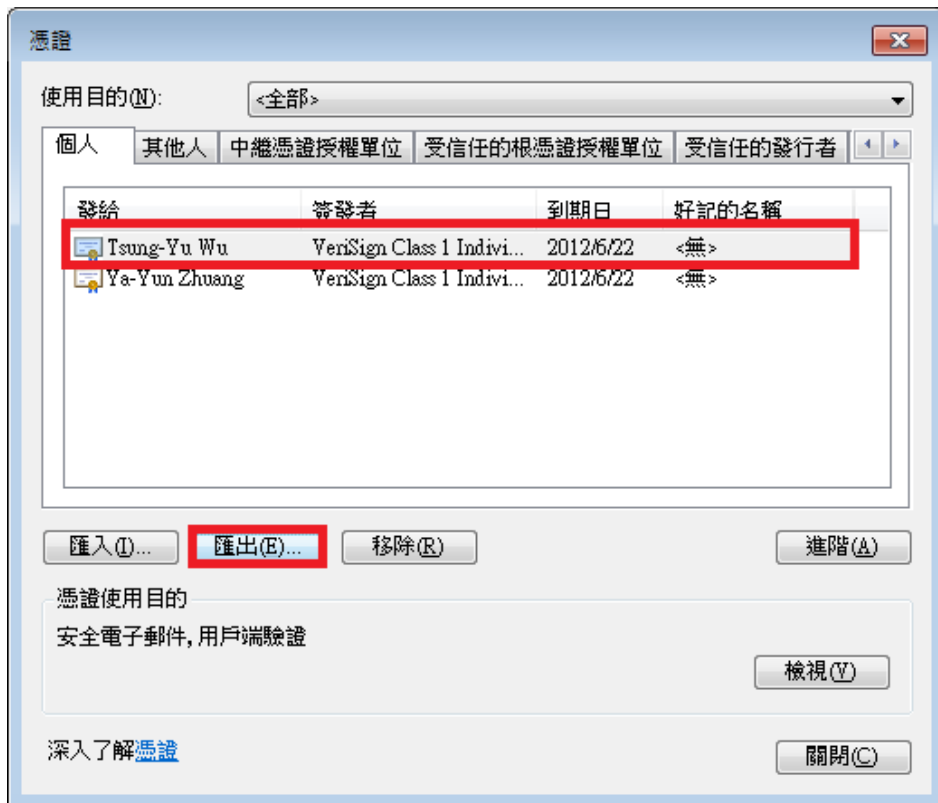 憑證
使用目的(N): <全部>
個人 其他人 中繼憑證授權單位 受信任的根憑證授權單位 受信任的發行者
發給 簽發者 到期日 好記的名稱
Tsung-Yu Wu VeriSign Class 1 Indivi... 2012/6/22 <無>
Ya-Yun Zhuang VeriSign Class 1 Indivi... 2012/6/22 <無>
匯入(I)... 匯出(E)... 移除(R) 進階(A)
憑證使用目的
安全電子郵件, 用戶端驗證
檢視(V)
深入了解憑證
關閉(C)